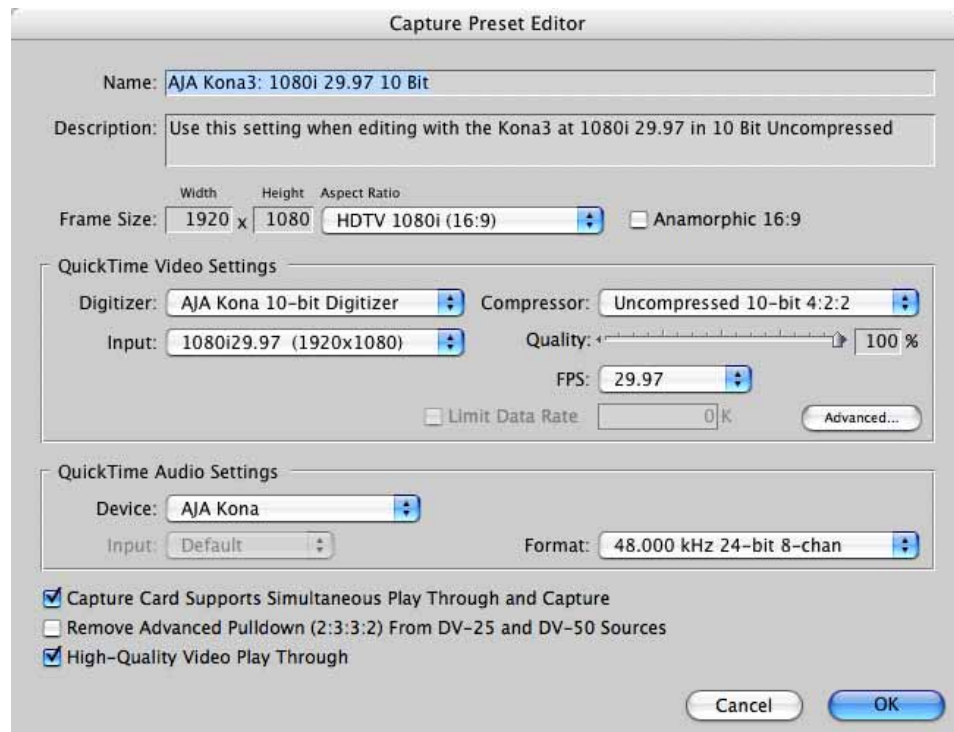 Capture Preset Editor
Name: AJA Kona3: 1080i 29.97 10 Bit
Description: Use this setting when editing with the Kona3 at 1080i 29.97 in 10 Bit Uncompressed
Width Height Aspect Ratio
Frame Size: 1920 x 1080 HDTV 1080i (16:9) Anamorphic 16:9
QuickTime Video Settings
Digitizer: AJA Kona 10-bit Digitizer Compressor: Uncompressed 10-bit 4:2:2
Input: 1080i29.97 (1920x1080) Quality: 100 %
FPS: 29.97
Limit Data Rate 0 K Advanced...
QuickTime Audio Settings
Device: AJA Kona
Input: Default Format: 48.000 kHz 24-bit 8-chan
Capture Card Supports Simultaneous Play Through and Capture
Remove Advanced Pulldown (2:3:3:2) From DV-25 and DV-50 Sources
High-Quality Video Play Through
Cancel OK